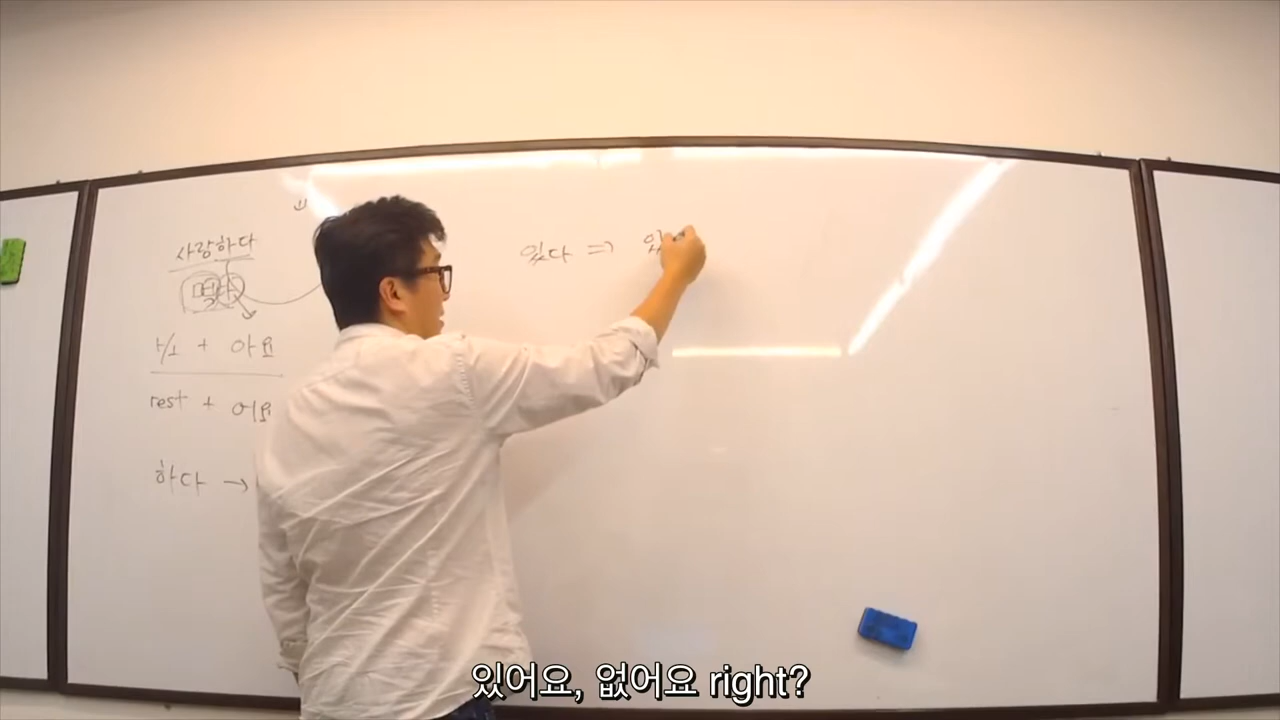 사랑하다
ㅏ/ㅗ + 아요
rest + 어요
하다 →
있다 ⇒ 있
있어요, 없어요 right?